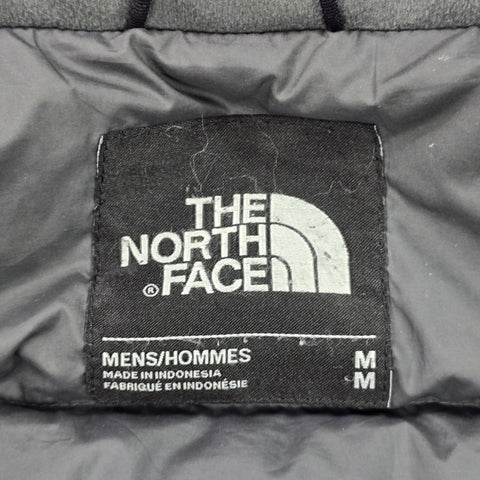 THE
NORTH
® FACE
MENS/HOMMES M
MADE IN INDONESIA
FABRIQUÉ EN INDONÉSIE M